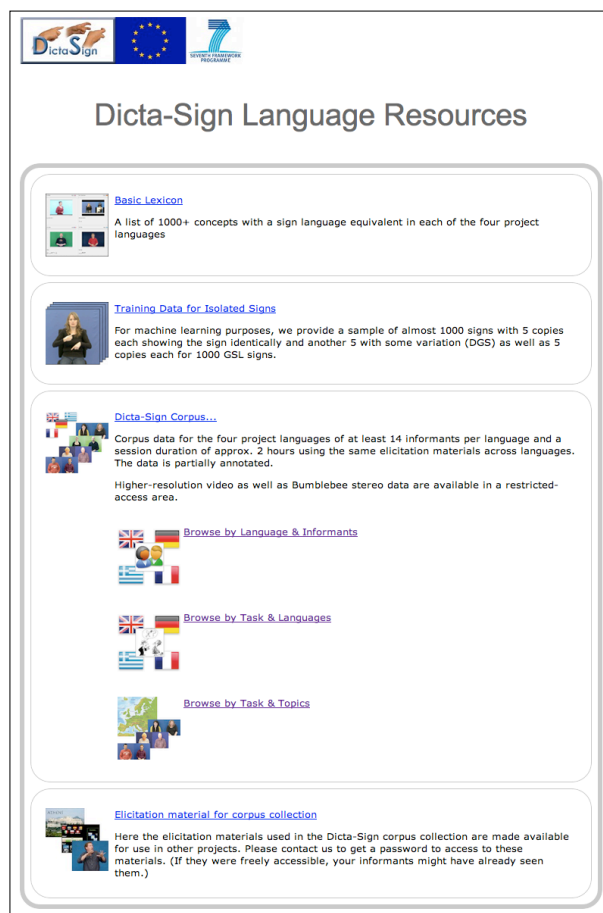 DictaSign
SEVENTH FRAMEWORK
PROGRAMME
Dicta-Sign Language Resources
Basic Lexicon
A list of 1000+ concepts with a sign language equivalent in each of the four project
languages
Training Data for Isolated Signs
For machine learning purposes, we provide a sample of almost 1000 signs with 5 copies
each showing the sign identically and another 5 with some variation (DGS) as well as 5
copies each for 1000 GSL signs.
Dicta-Sign Corpus...
Corpus data for the four project languages of at least 14 informants per language and a
session duration of approx. 2 hours using the same elicitation materials across languages.
The data is partially annotated.
Higher-resolution video as well as Bumblebee stereo data are available in a restricted-
access area.
Browse by Language & Informants
Browse by Task & Languages
Browse by Task & Topics
Elicitation material for corpus collection
Here the elicitation materials used in the Dicta-Sign corpus collection are made available
for use in other projects. Please contact us to get a password to access to these
materials. (If they were freely accessible, your informants might have already seen
them.)